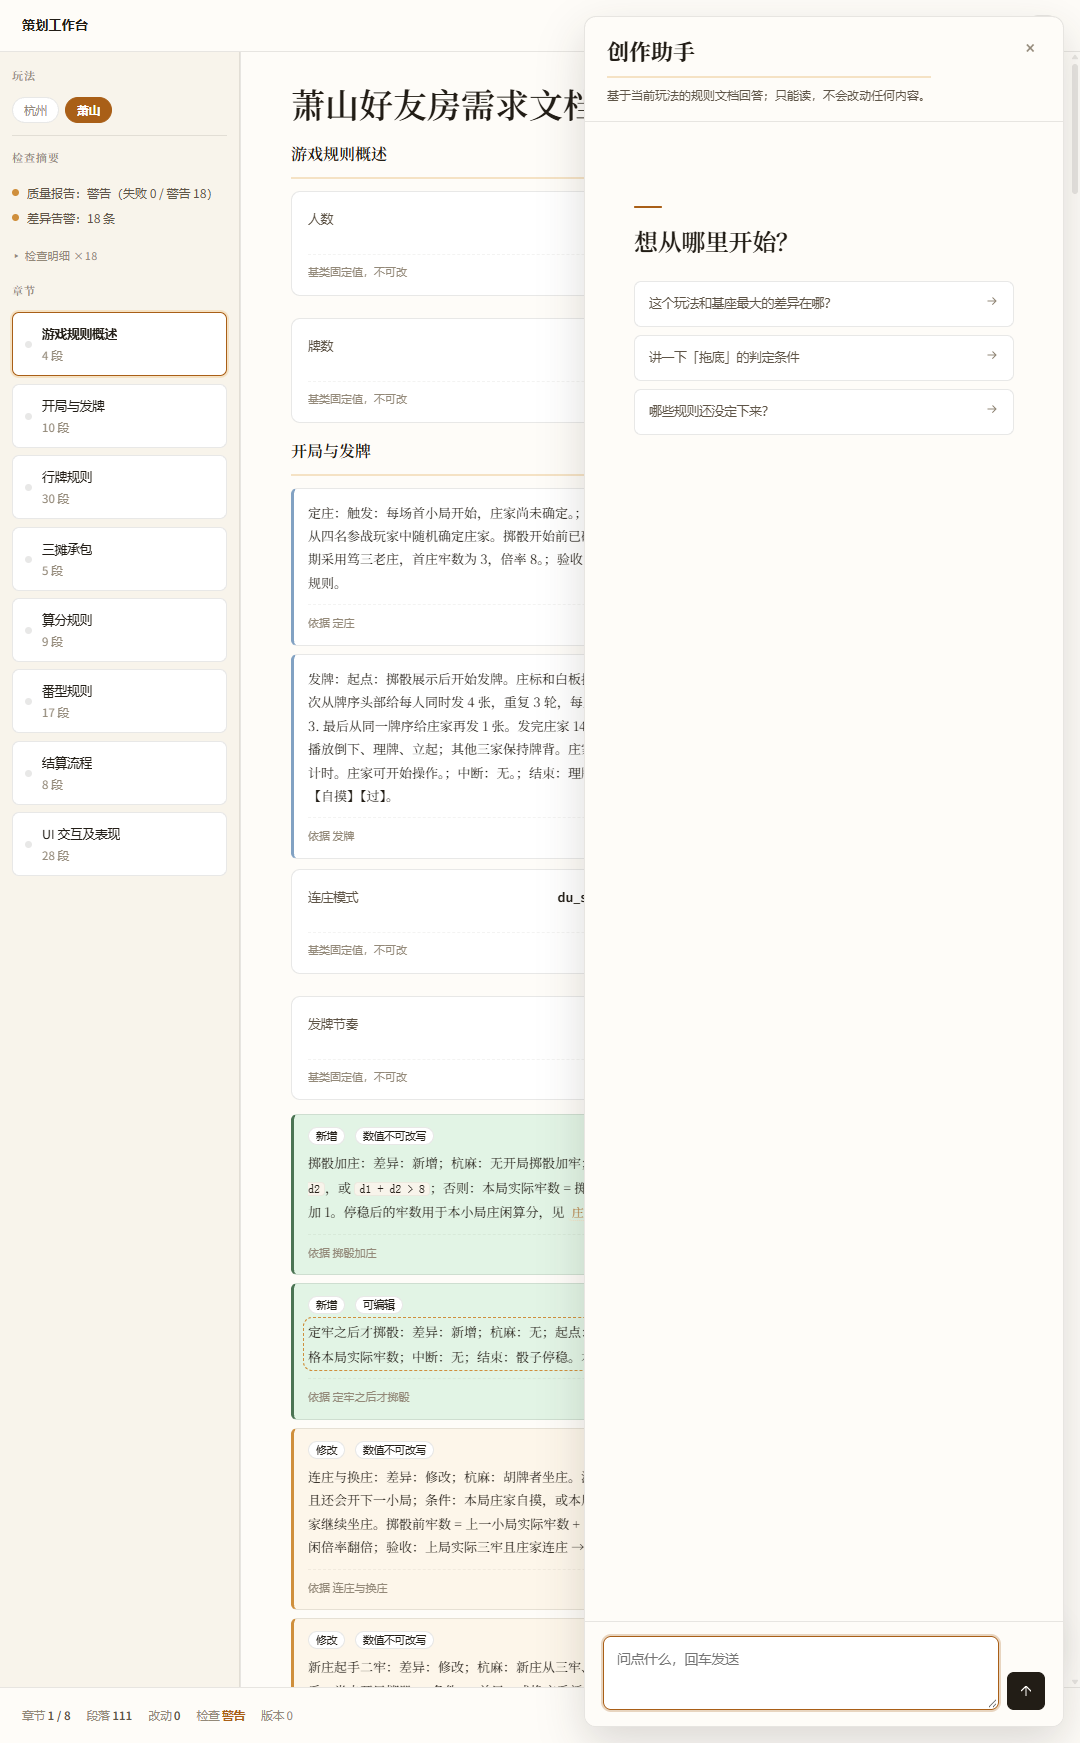 策划工作台
玩法
杭州
萧山
检查摘要
质量报告：警告（失败 0 / 警告 18）
差异告警：18 条
检查明细 ×18
章节
游戏规则概述
4 段
开局与发牌
10 段
行牌规则
30 段
三摊承包
5 段
算分规则
9 段
番型规则
17 段
结算流程
8 段
UI 交互及表现
28 段
萧山好友房需求文档
游戏规则概述
人数
基类固定值，不可改
牌数
基类固定值，不可改
开局与发牌
定庄：触发：每场首小局开始，庄家尚未确定。；
从四名参战玩家中随机确定庄家。掷骰开始前已
期采用笃三老庄，首庄牢数为 3，倍率 8。；验收
规则。
依据 定庄
发牌：起点：掷骰展示后开始发牌。庄标和白板
次从牌序头部给每人同时发 4 张，重复 3 轮，每
3. 最后从同一牌序给庄家再发 1 张。发完庄家 14
播放倒下、理牌、立起；其他三家保持牌背。庄
计时。庄家可开始操作。；中断：无。；结束：理
【自摸】【过】。
依据 发牌
连庄模式
du_s
基类固定值，不可改
发牌节奏
基类固定值，不可改
新增
数值不可改写
掷骰加庄：差异：新增；杭麻：无开局掷骰加牢；
d2，或 d1 + d2 > 8；否则：本局实际牢数 = 掷
加 1。停稳后的牢数用于本小局庄闲算分，见 庄
依据 掷骰加庄
新增
可编辑
定牢之后才掷骰：差异：新增；杭麻：无；起点：
格本局实际牢数；中断：无；结束：骰子停稳。
依据 定牢之后才掷骰
修改
数值不可改写
连庄与换庄：差异：修改；杭麻：胡牌者坐庄。
且还会开下一小局；条件：本局庄家自摸，或本
家继续坐庄。掷骰前牢数 = 上一小局实际牢数 +
闲倍率翻倍；验收：上局实际三牢且庄家连庄 →
依据 连庄与换庄
修改
数值不可改写
新庄起手二牢：差异：修改；杭麻：新庄从三牢、
章节 1 / 8
段落 111
改动 0
检查 警告
版本 0
创作助手
×
基于当前玩法的规则文档回答；只能读，不会改动任何内容。
想从哪里开始？
这个玩法和基座最大的差异在哪？
→
讲一下「拖底」的判定条件
→
哪些规则还没定下来？
→
问点什么，回车发送
↑